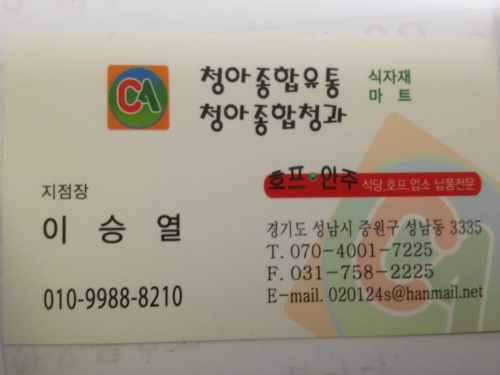 CA
청아종합유통 식자재
청아종합청과 마트
호프·안주 식당,호프,업소 납품전문
지점장
이 승 열
010-9988-8210
경기도 성남시 중원구 성남동 3335
T. 070-4001-7225
F. 031-758-2225
E-mail. 020124s@hanmail.net
CA